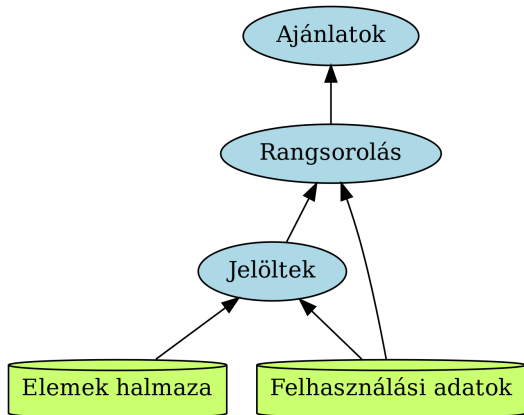 Ajánlatok
Rangsorolás
Jelöltek
Elemek halmaza
Felhasználási adatok